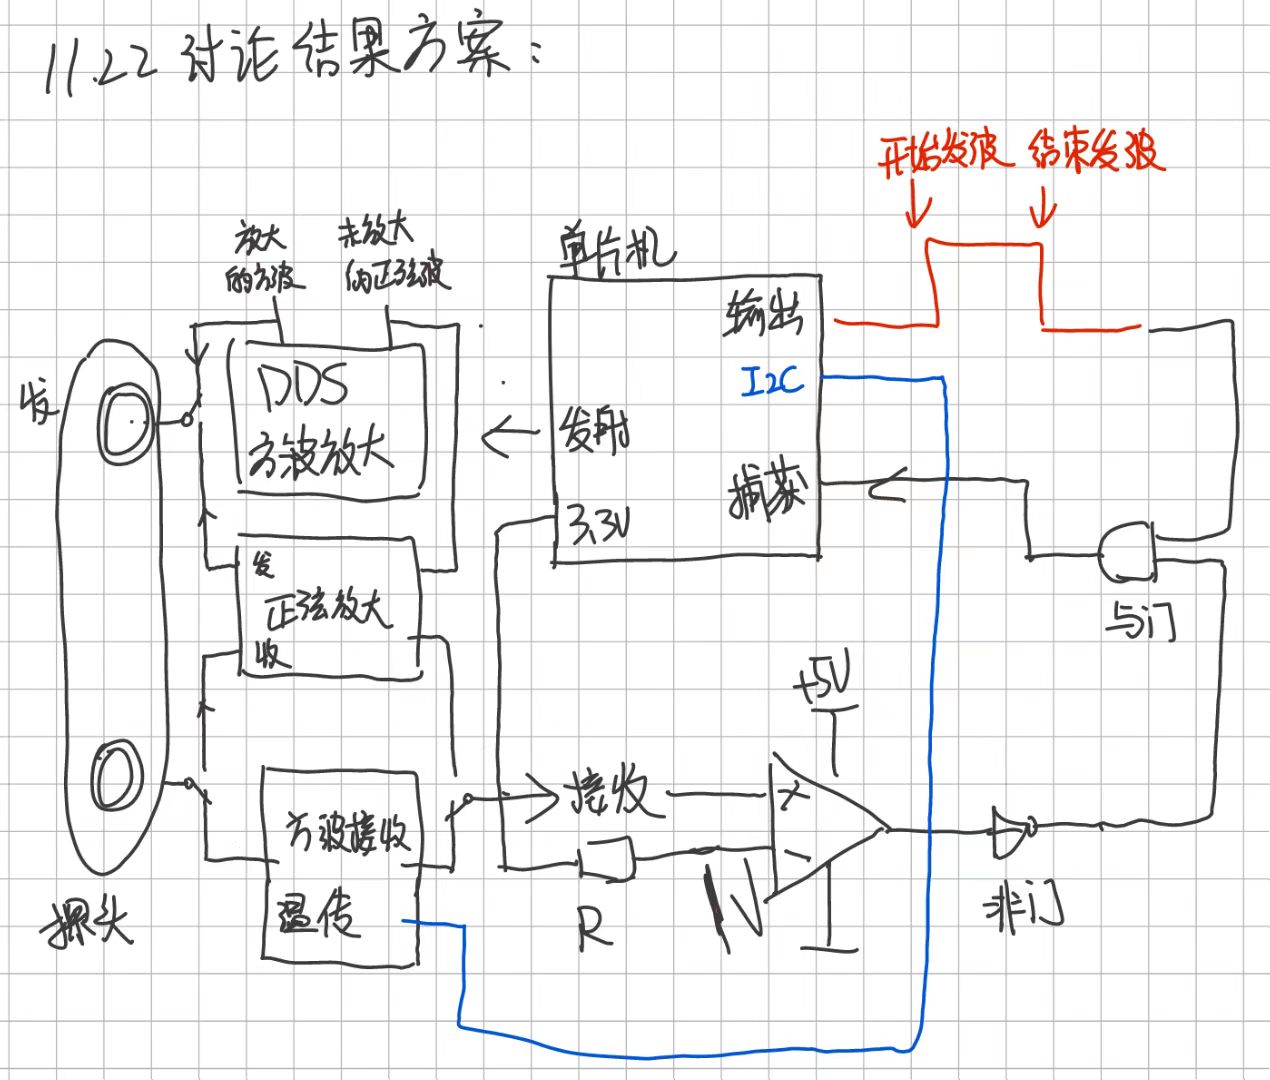 11.22 讨论结果方案:
开始发波 结束发波
放大
的方波
未放大
的正弦波
单片机
输出
I2C
发射
捕获
3.3V
发
DDS
方波放大
发
正弦放大
收
与门
+5V
方波接收
温传
接收
+
-
R
1V
非门
探头